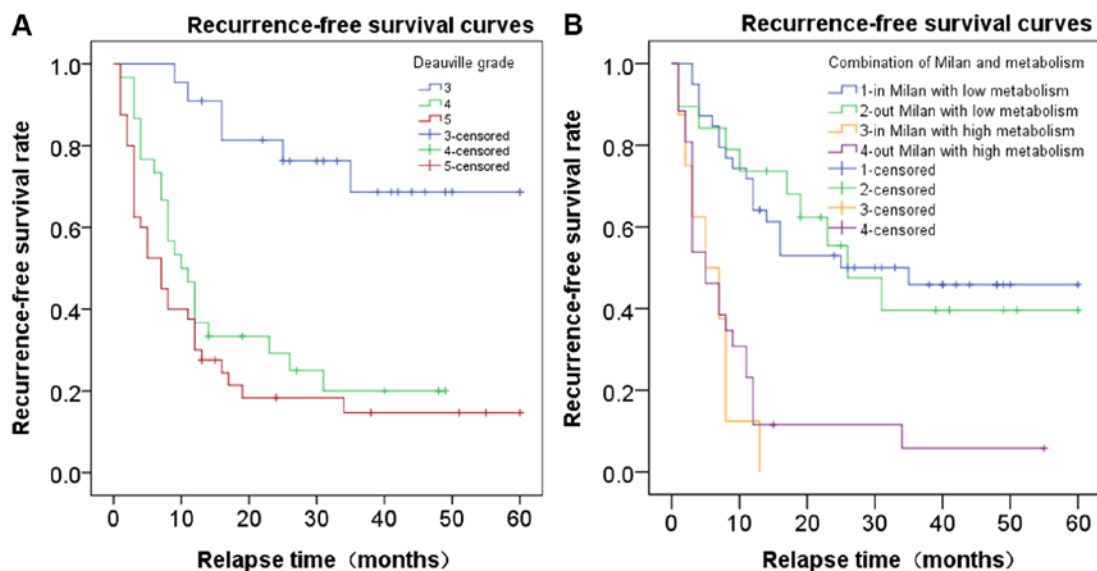 A
Recurrence-free survival curves
Recurrence-free survival rate
1.0
0.8
0.6
0.4
0.2
0.0
Deauville grade
3
4
5
3-censored
4-censored
5-censored
0 10 20 30 40 50 60
Relapse time（months）
B
Recurrence-free survival curves
Recurrence-free survival rate
1.0
0.8
0.6
0.4
0.2
0.0
Combination of Milan and metabolism
1-in Milan with low metabolism
2-out Milan with low metabolism
3-in Milan with high metabolism
4-out Milan with high metabolism
1-censored
2-censored
3-censored
4-censored
0 10 20 30 40 50 60
Relapse time（months）